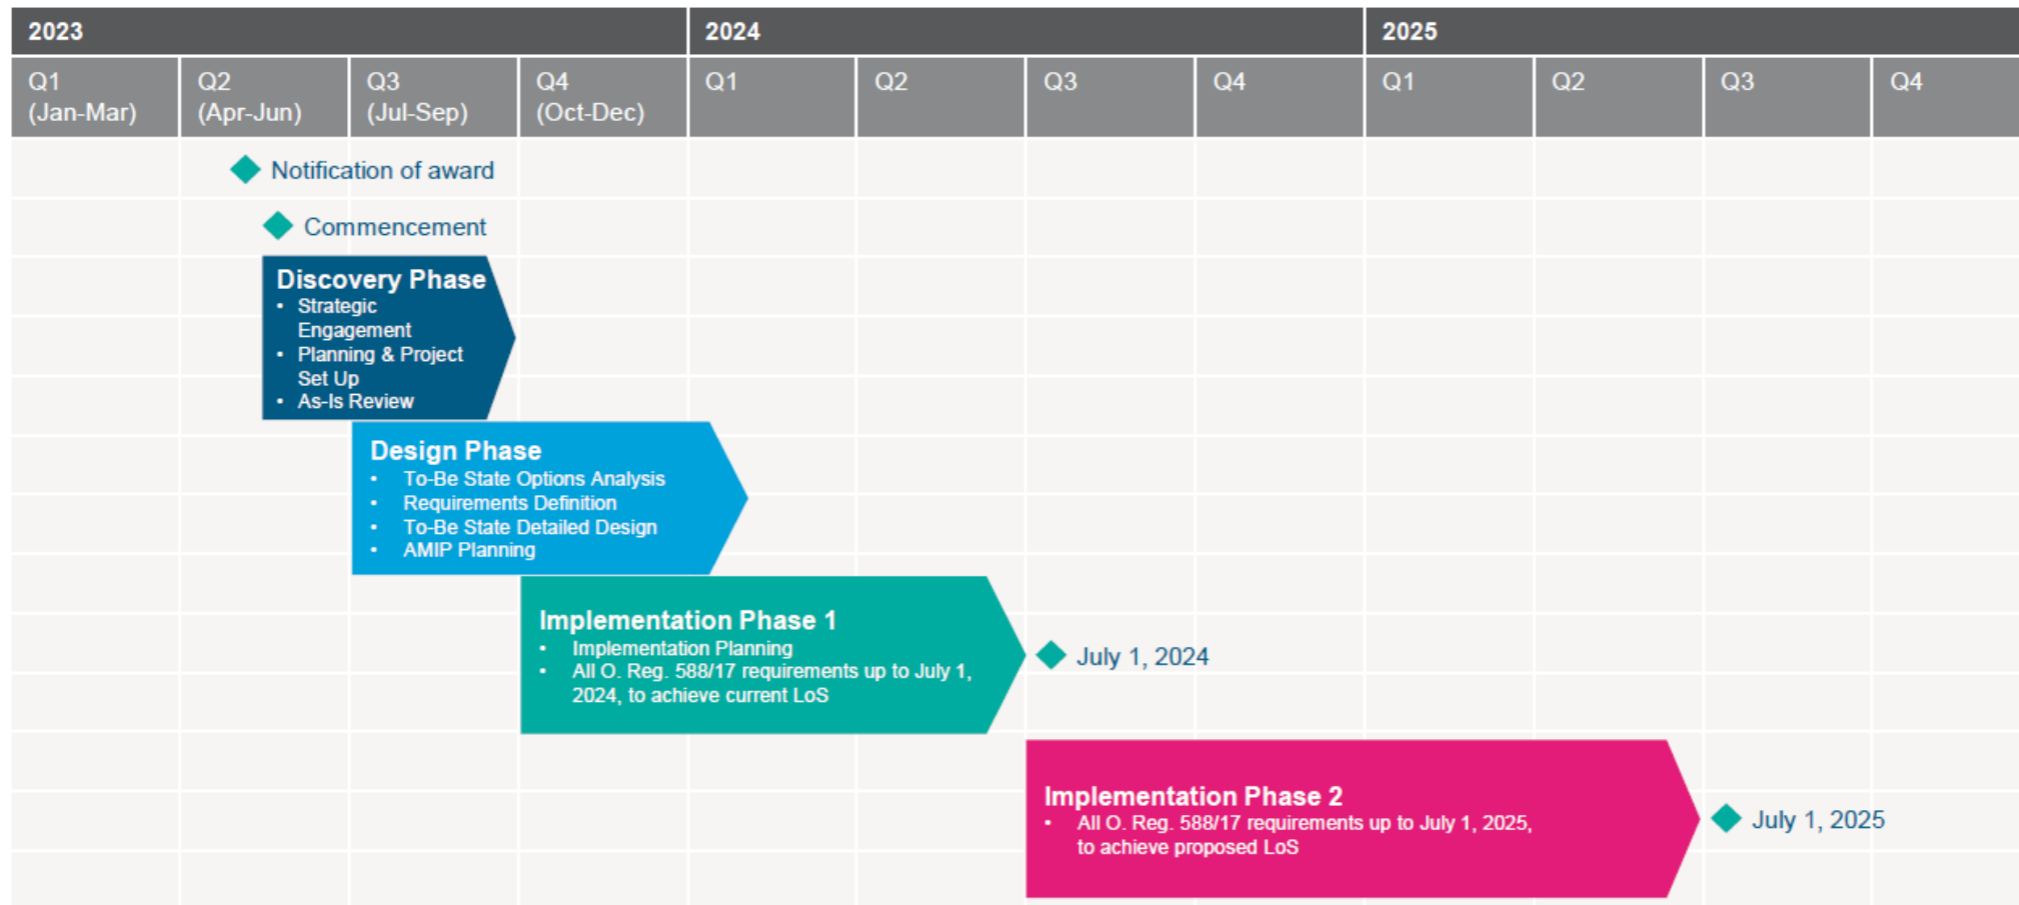 2023
2024
2025
Q1
(Jan-Mar)
Q2
(Apr-Jun)
Q3
(Jul-Sep)
Q4
(Oct-Dec)
Q1
Q2
Q3
Q4
Q1
Q2
Q3
Q4
Notification of award
Commencement
Discovery Phase
• Strategic
Engagement
• Planning & Project
Set Up
• As-Is Review
Design Phase
• To-Be State Options Analysis
• Requirements Definition
• To-Be State Detailed Design
• AMIP Planning
Implementation Phase 1
• Implementation Planning
• All O. Reg. 588/17 requirements up to July 1,
2024, to achieve current LoS
July 1, 2024
Implementation Phase 2
• All O. Reg. 588/17 requirements up to July 1, 2025,
to achieve proposed LoS
July 1, 2025